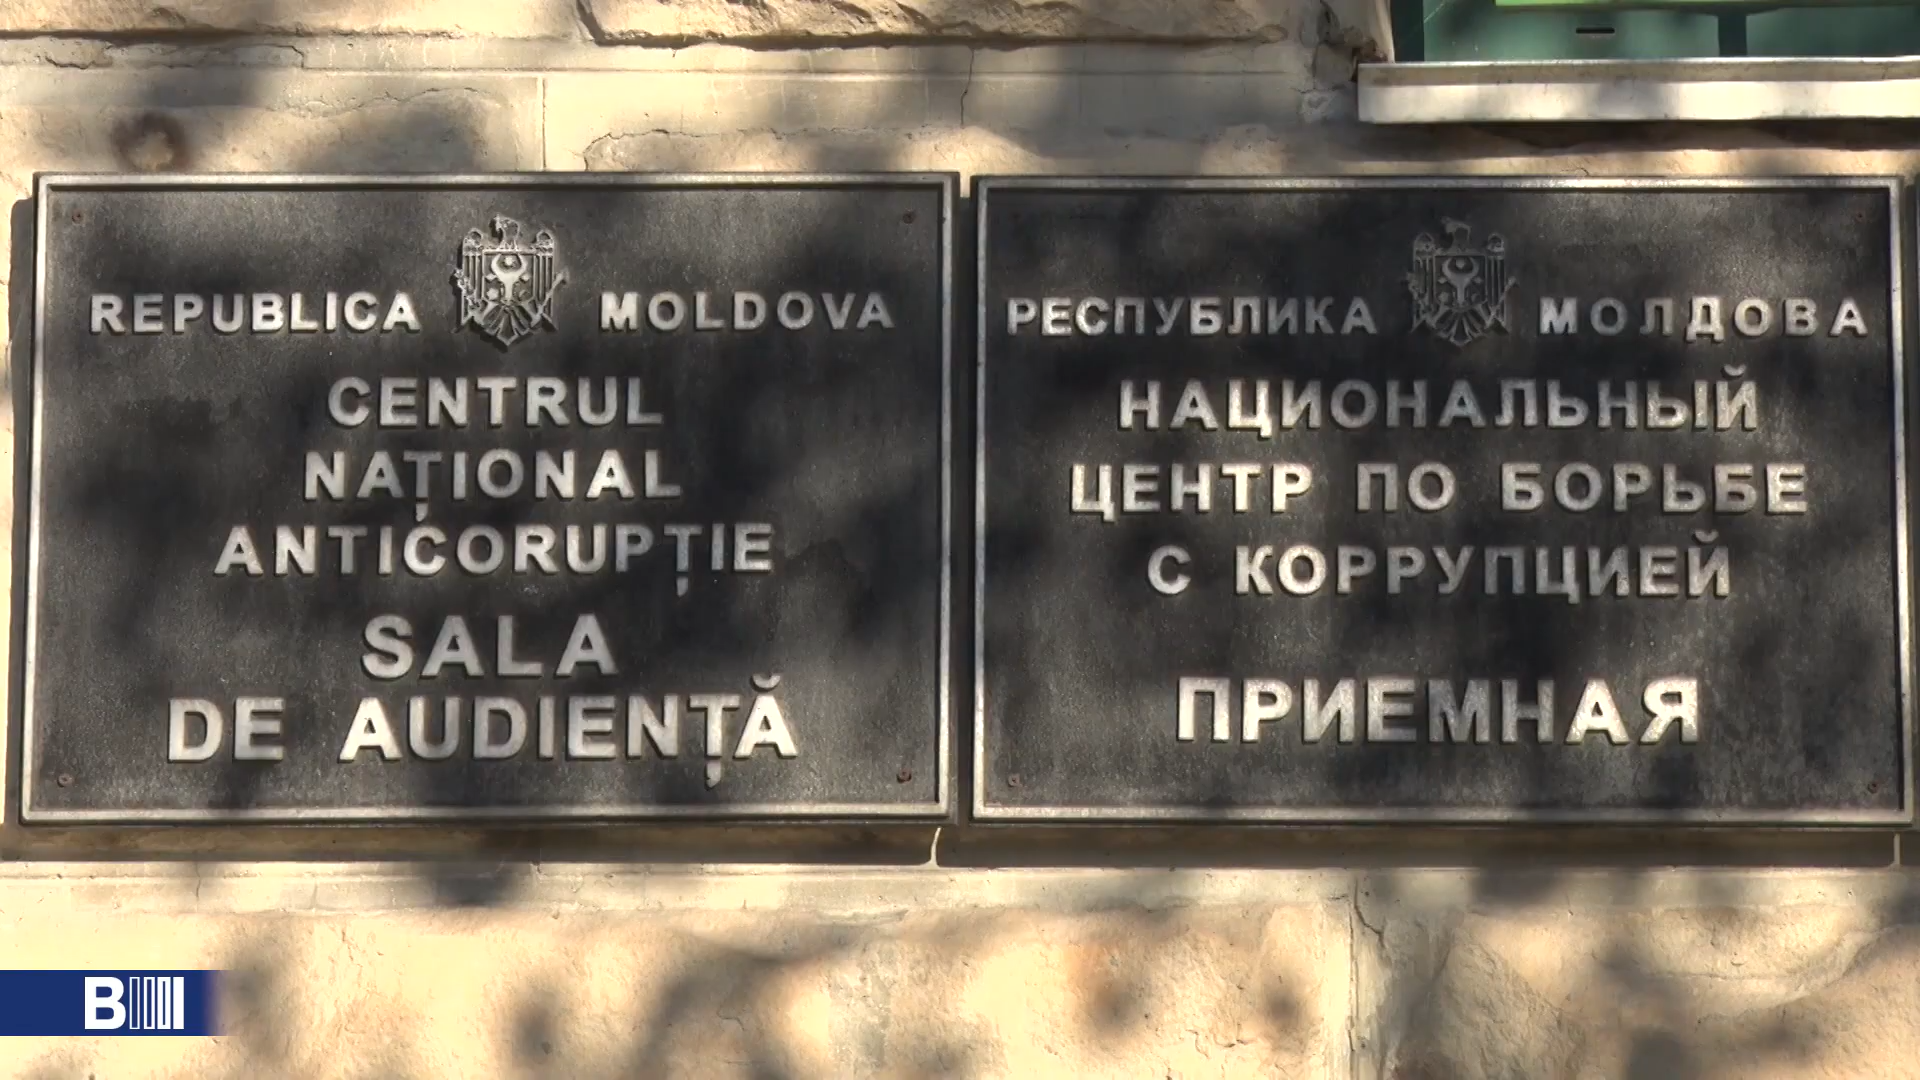 REPUBLICA MOLDOVA
CENTRUL
NAȚIONAL
ANTICORUPȚIE
SALA
DE AUDIENȚĂ
РЕСПУБЛИКА МОЛДОВА
НАЦИОНАЛЬНЫЙ
ЦЕНТР ПО БОРЬБЕ
С КОРРУПЦИЕЙ
ПРИЕМНАЯ
B